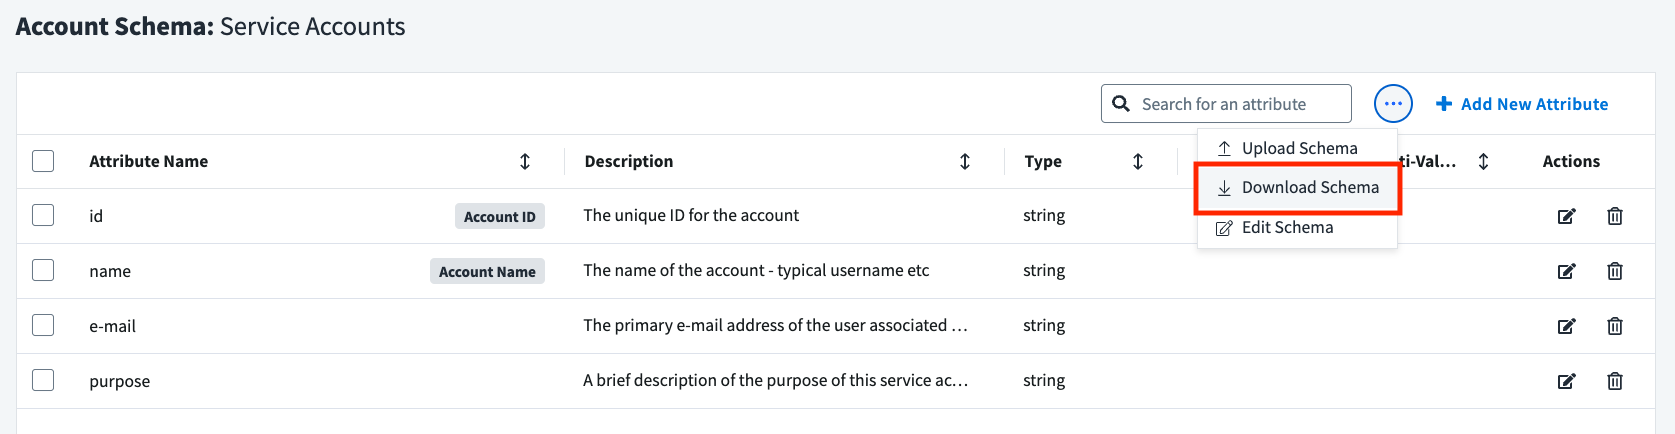 Account Schema: Service Accounts
Search for an attribute
Add New Attribute
Upload Schema
Download Schema
Edit Schema
Attribute Name Description Type ti-Val... Actions
id Account ID The unique ID for the account string
name Account Name The name of the account - typical username etc string
e-mail The primary e-mail address of the user associated ... string
purpose A brief description of the purpose of this service ac... string